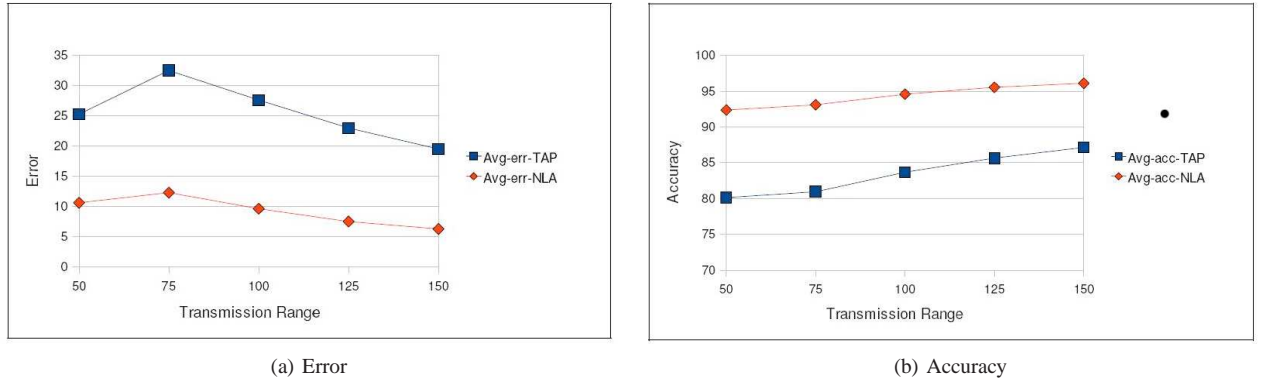 35
30
25
20
15
10
5
0
Error
50 75 100 125 150
Transmission Range
Avg-err-TAP
Avg-err-NLA
(a) Error
100
95
90
85
80
75
70
Accuracy
50 75 100 125 150
Transmission Range
Avg-acc-TAP
Avg-acc-NLA
(b) Accuracy